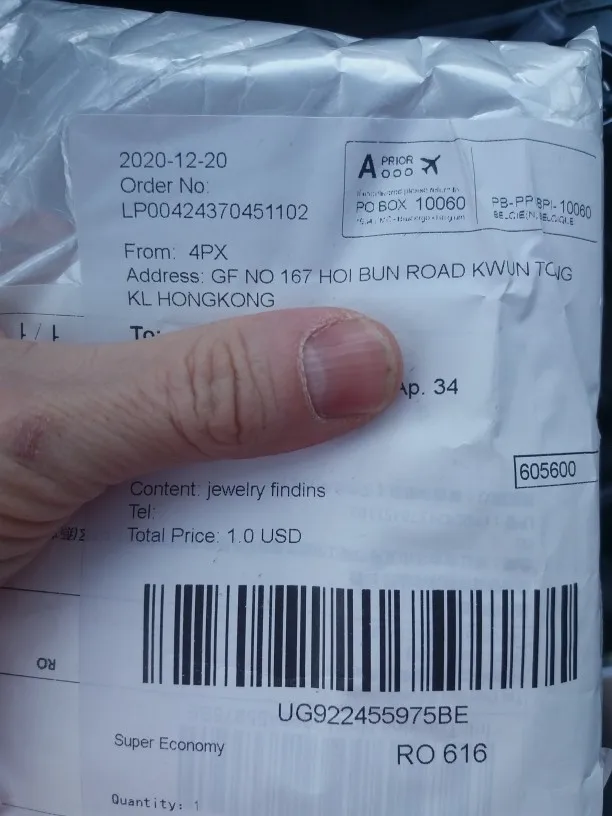 2020-12-20
Order No:
LP00424370451102
A PRIOR
PO BOX 10060
PB-PP BPI- 10060
BELGIE(N)
From: 4PX
Address: GF NO 167 HOI BUN ROAD KWUN TONG
KL HONGKONG
To:
Ap. 34
605600
Content: jewelry findins
Tel:
Total Price: 1.0 USD
RO
UG922455975BE
Super Economy
RO 616
Quantity: 1